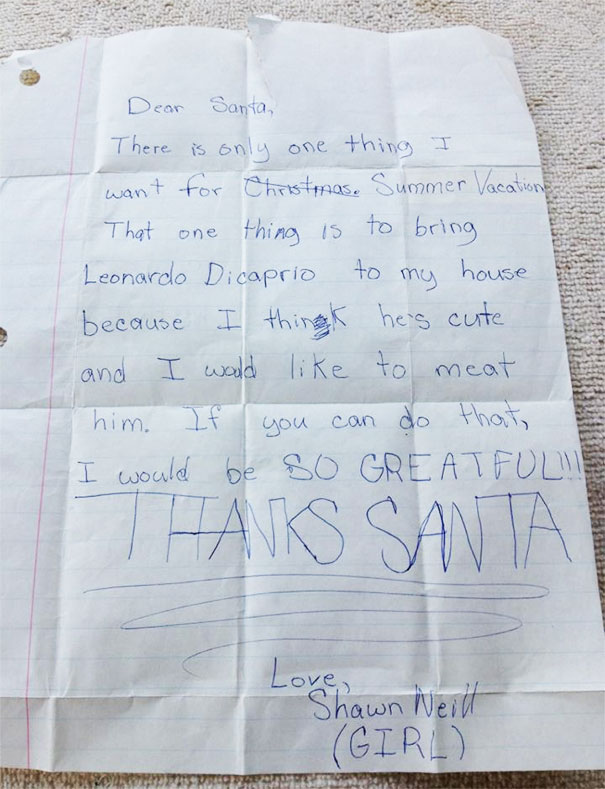 Dear Santa,
There is only one thing I
want for Christmas. Summer Vacation
That one thing is to bring
Leonardo Dicaprio to my house
because I think he's cute
and I would like to meat
him. If you can do that,
I would be SO GREATFUL!!!
THANKS SANTA
Love,
Shawn Neill
(GIRL)